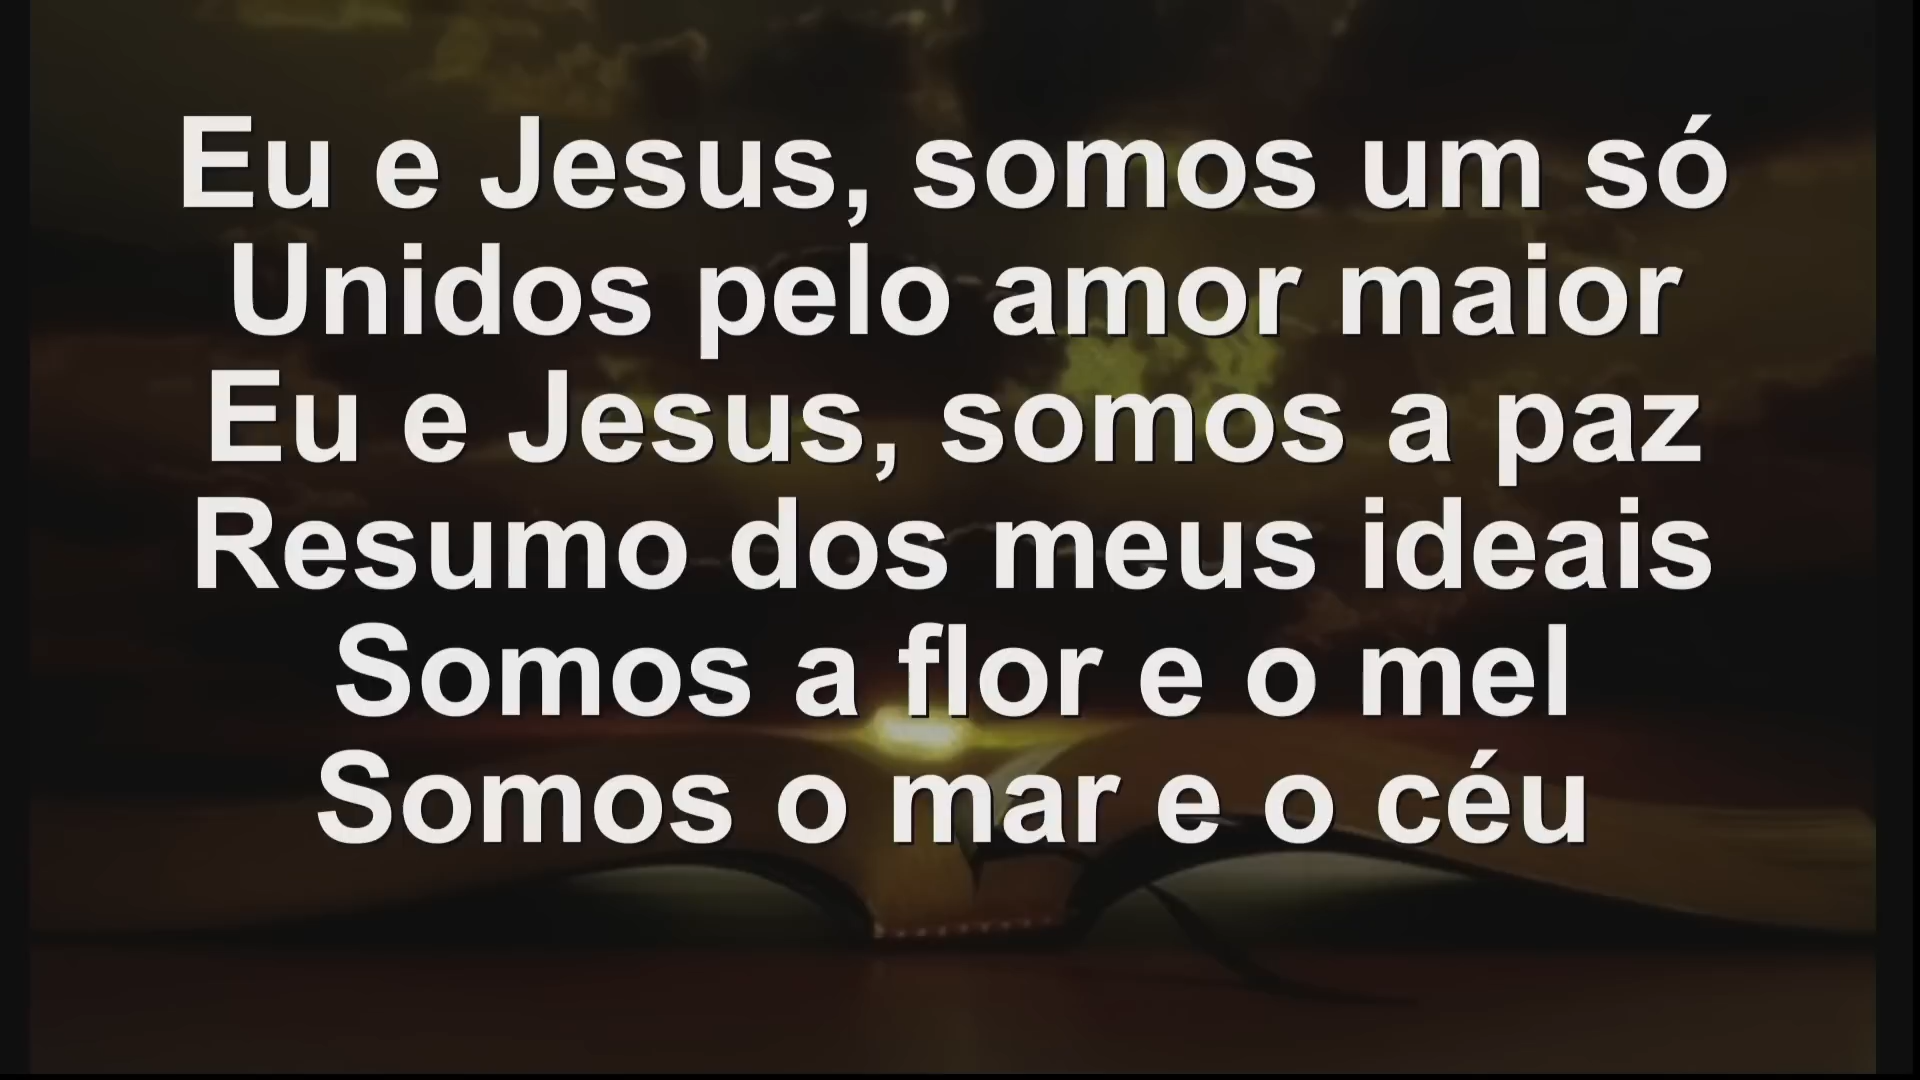 Eu e Jesus, somos um só
Unidos pelo amor maior
Eu e Jesus, somos a paz
Resumo dos meus ideais
Somos a flor e o mel
Somos o mar e o céu